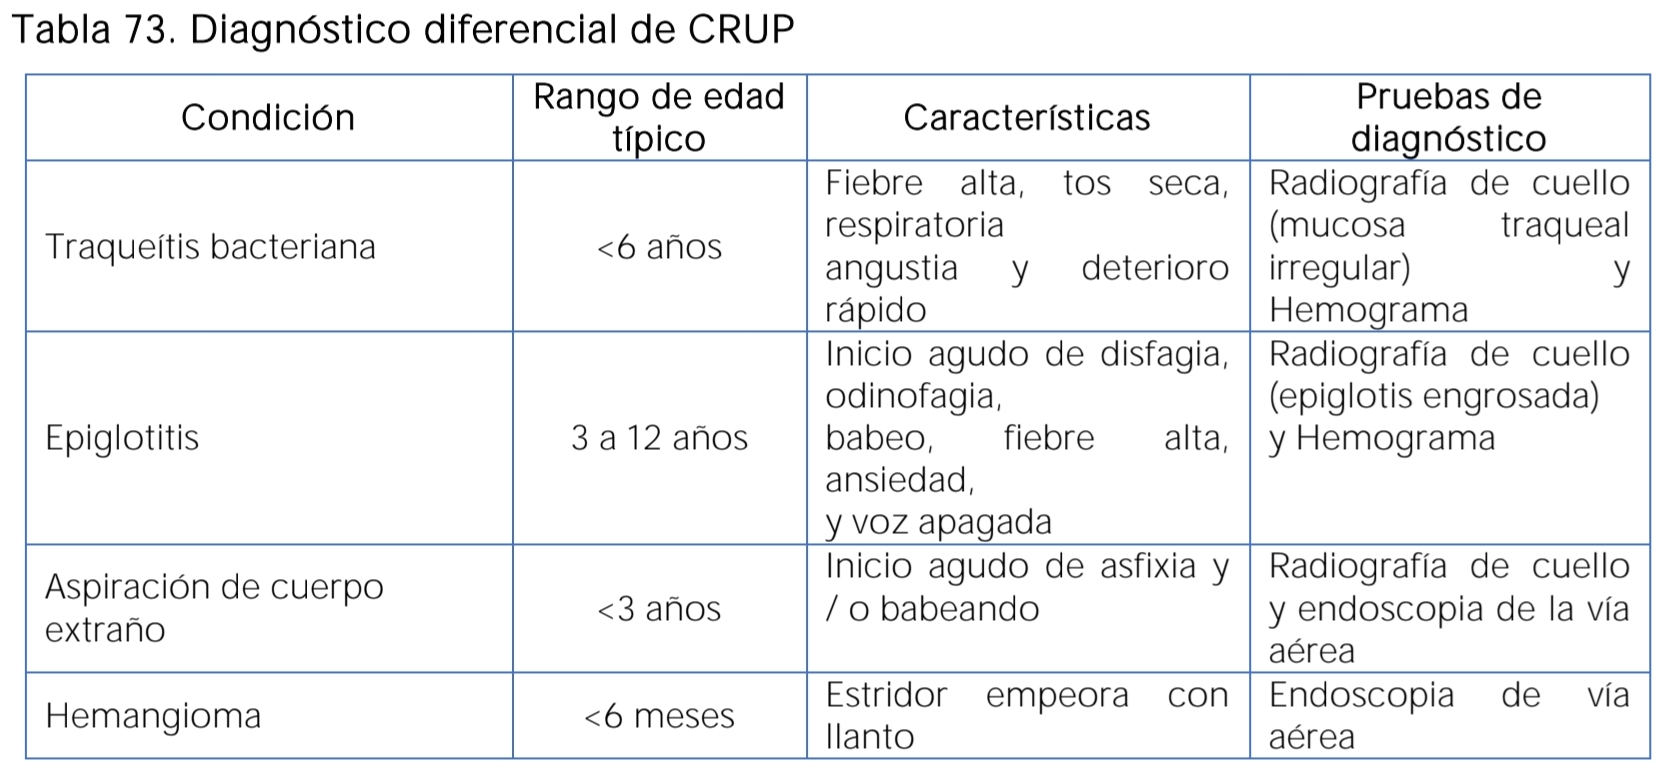 Tabla 73. Diagnóstico diferencial de CRUP
Condición
Rango de edad
típico
Características
Pruebas de
diagnóstico
Traqueítis bacteriana
<6 años
Fiebre alta, tos seca,
respiratoria
angustia y deterioro
rápido
Radiografía de cuello
(mucosa traqueal
irregular) y
Hemograma
Epiglotitis
3 a 12 años
Inicio agudo de disfagia,
odinofagia,
babeo, fiebre alta,
ansiedad,
y voz apagada
Radiografía de cuello
(epiglotis engrosada)
y Hemograma
Aspiración de cuerpo
extraño
<3 años
Inicio agudo de asfixia y
/ o babeando
Radiografía de cuello
y endoscopia de la vía
aérea
Hemangioma
<6 meses
Estridor empeora con
llanto
Endoscopia de vía
aérea